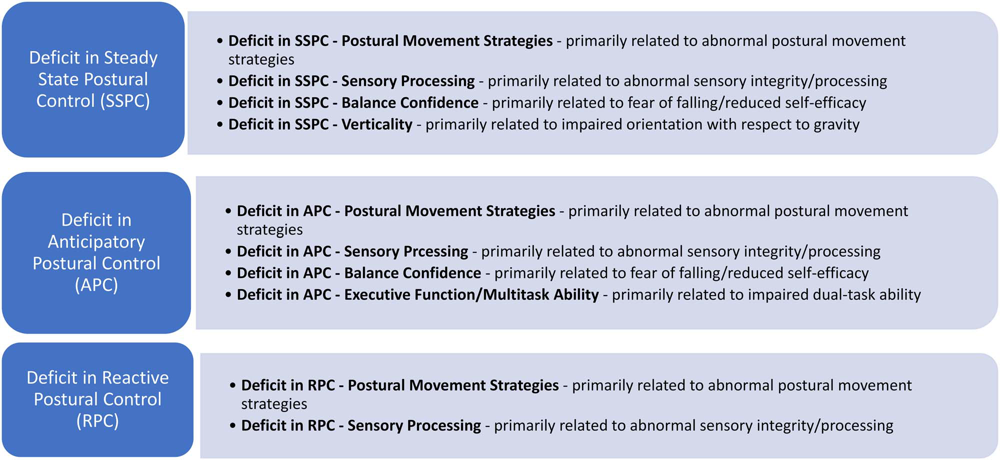 Deficit in Steady
State Postural
Control (SSPC)
• Deficit in SSPC - Postural Movement Strategies - primarily related to abnormal postural movement
strategies
• Deficit in SSPC - Sensory Processing - primarily related to abnormal sensory integrity/processing
• Deficit in SSPC - Balance Confidence - primarily related to fear of falling/reduced self-efficacy
• Deficit in SSPC - Verticality - primarily related to impaired orientation with respect to gravity
Deficit in
Anticipatory
Postural Control
(APC)
• Deficit in APC - Postural Movement Strategies - primarily related to abnormal postural movement
strategies
• Deficit in APC - Sensory Prcessing - primarily related to abnormal sensory integrity/processing
• Deficit in APC - Balance Confidence - primarily related to fear of falling/reduced self-efficacy
• Deficit in APC - Executive Function/Multitask Ability - primarily related to impaired dual-task ability
Deficit in Reactive
Postural Control
(RPC)
• Deficit in RPC - Postural Movement Strategies - primarily related to abnormal postural movement
strategies
• Deficit in RPC - Sensory Processing - primarily related to abnormal sensory integrity/processing